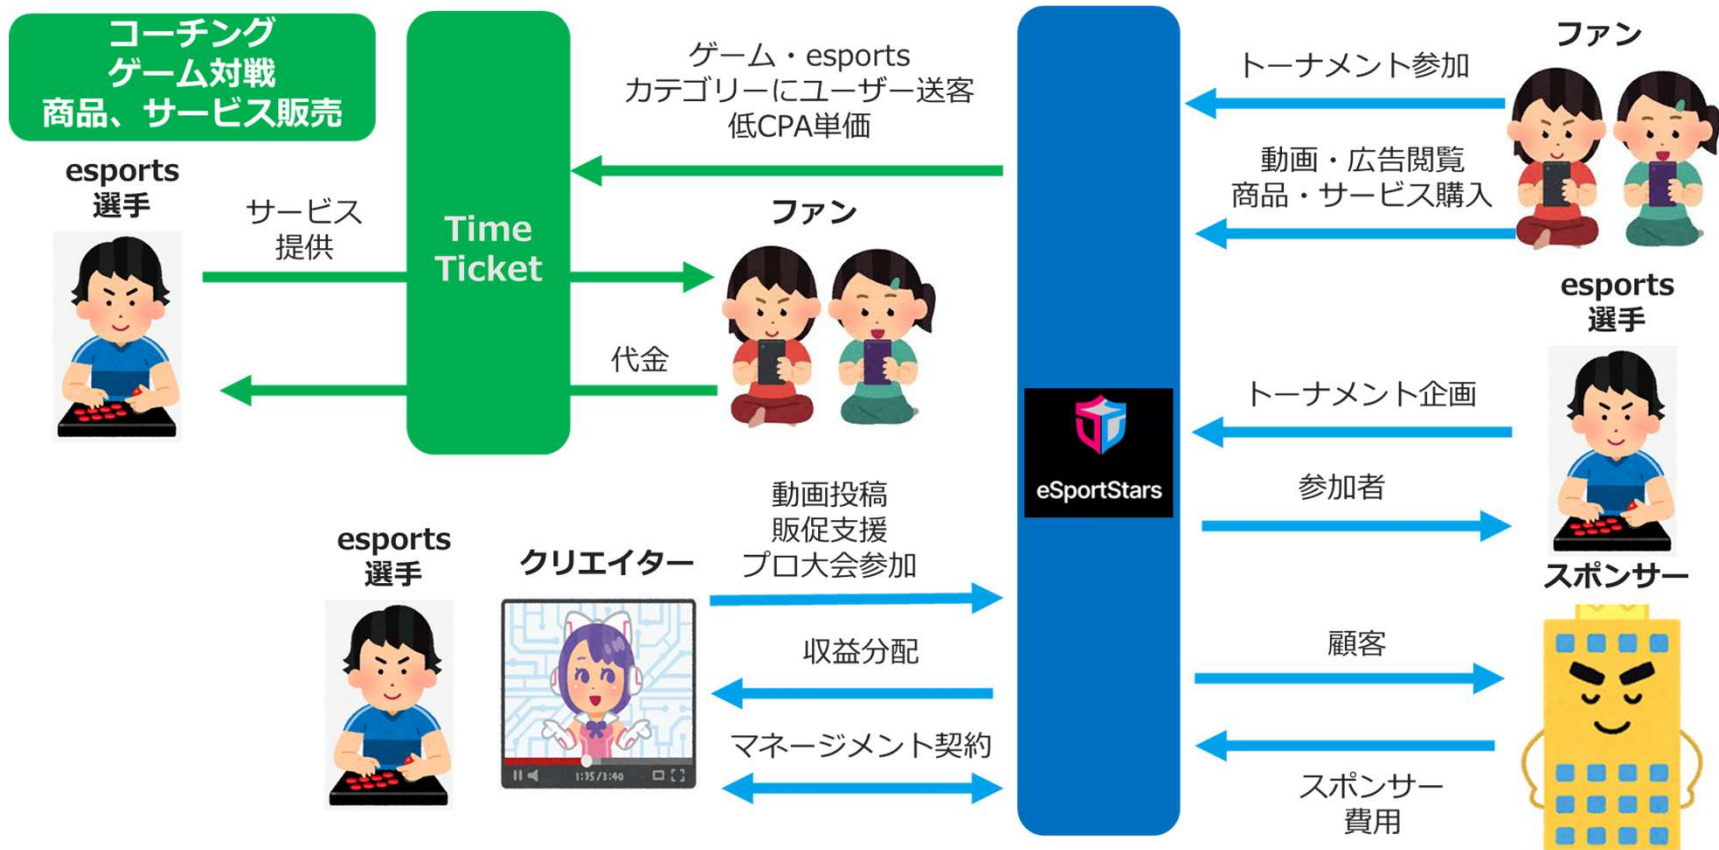 コーチング
ゲーム対戦
商品、サービス販売
esports
選手
サービス
提供
Time
Ticket
ゲーム・esports
カテゴリーにユーザー送客
低CPA単価
ファン
代金
esports
選手
クリエイター
1:35/3:40
動画投稿
販促支援
プロ大会参加
収益分配
マネージメント契約
eSportStars
ファン
トーナメント参加
動画・広告閲覧
商品・サービス購入
esports
選手
トーナメント企画
参加者
スポンサー
顧客
スポンサー
費用